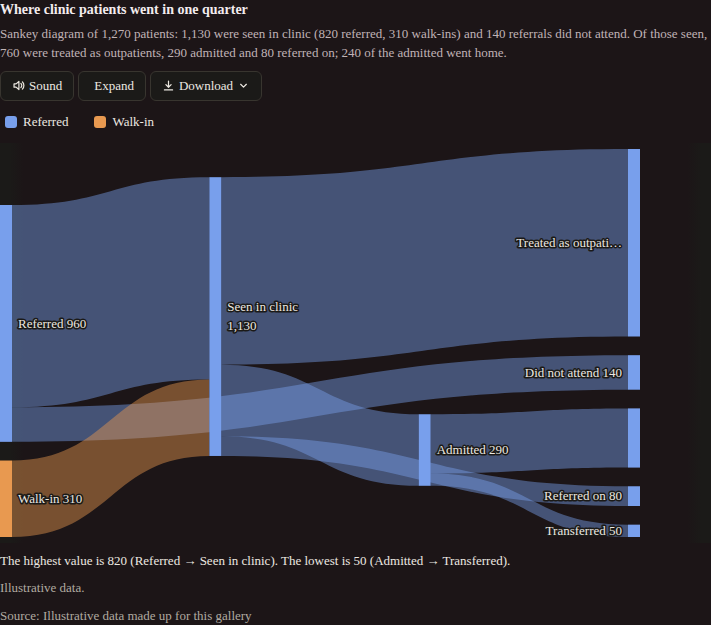 Where clinic patients went in one quarter
Sankey diagram of 1,270 patients: 1,130 were seen in clinic (820 referred, 310 walk-ins) and 140 referrals did not attend. Of those seen,
760 were treated as outpatients, 290 admitted and 80 referred on; 240 of the admitted went home.
Sound Expand Download
Referred Walk-in
Treated as outpati…
Seen in clinic
1,130
Referred 960
Did not attend 140
Admitted 290
Walk-in 310
Referred on 80
Transferred 50
The highest value is 820 (Referred → Seen in clinic). The lowest is 50 (Admitted → Transferred).
Illustrative data.
Source: Illustrative data made up for this gallery